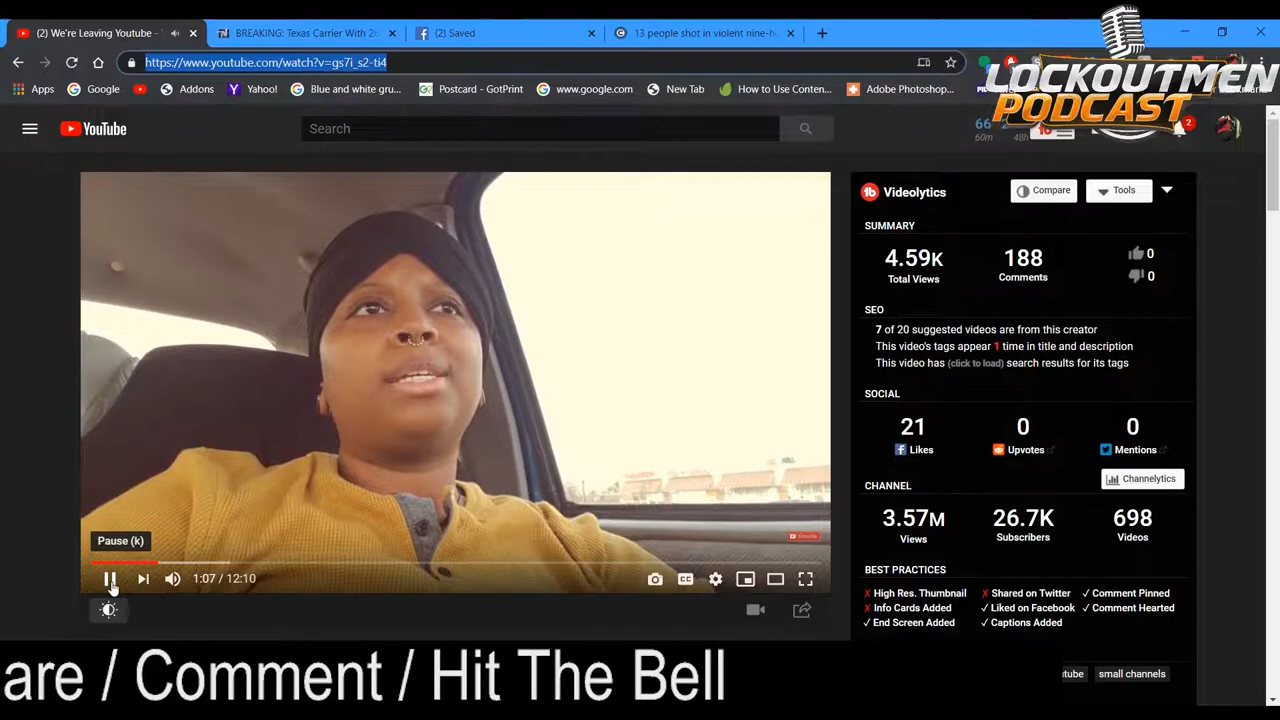 (2) We're Leaving Youtube -
BREAKING: Texas Carrier With 26
(2) Saved
13 people shot in violent nine-hu
https://www.youtube.com/watch?v=gs7i_s2-ti4
Apps
Google
Addons
Yahoo!
Blue and white gru...
Postcard - GotPrint
www.google.com
New Tab
How to Use Conten...
Adobe Photoshop...
LOCKOUTMEN
PODCAST
YouTube
Search
66
60m
48h
2
Videolytics
Compare
Tools
SUMMARY
4.59K
Total Views
188
Comments
0
0
SEO
7 of 20 suggested videos are from this creator
This video's tags appear 1 time in title and description
This video has (click to load) search results for its tags
SOCIAL
21
Likes
0
Upvotes
0
Mentions
CHANNEL
Channelytics
3.57M
Views
26.7K
Subscribers
698
Videos
BEST PRACTICES
✗ High Res. Thumbnail
✗ Shared on Twitter
✓ Comment Pinned
✗ Info Cards Added
✓ Liked on Facebook
✓ Comment Hearted
✓ End Screen Added
✓ Captions Added
Pause (k)
1:07 / 12:10
CC
are / Comment / Hit The Bell
utube
small channels